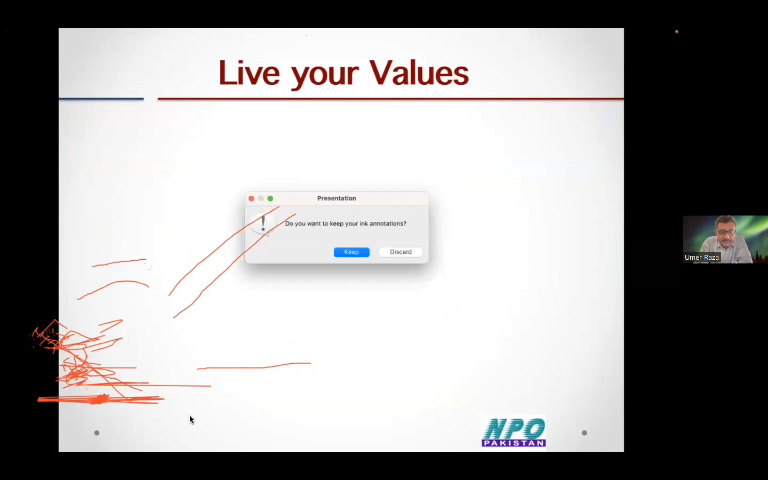 Live your Values
Presentation
Do you want to keep your ink annotations?
Keep
Discard
Umer Raza
NPO
PAKISTAN